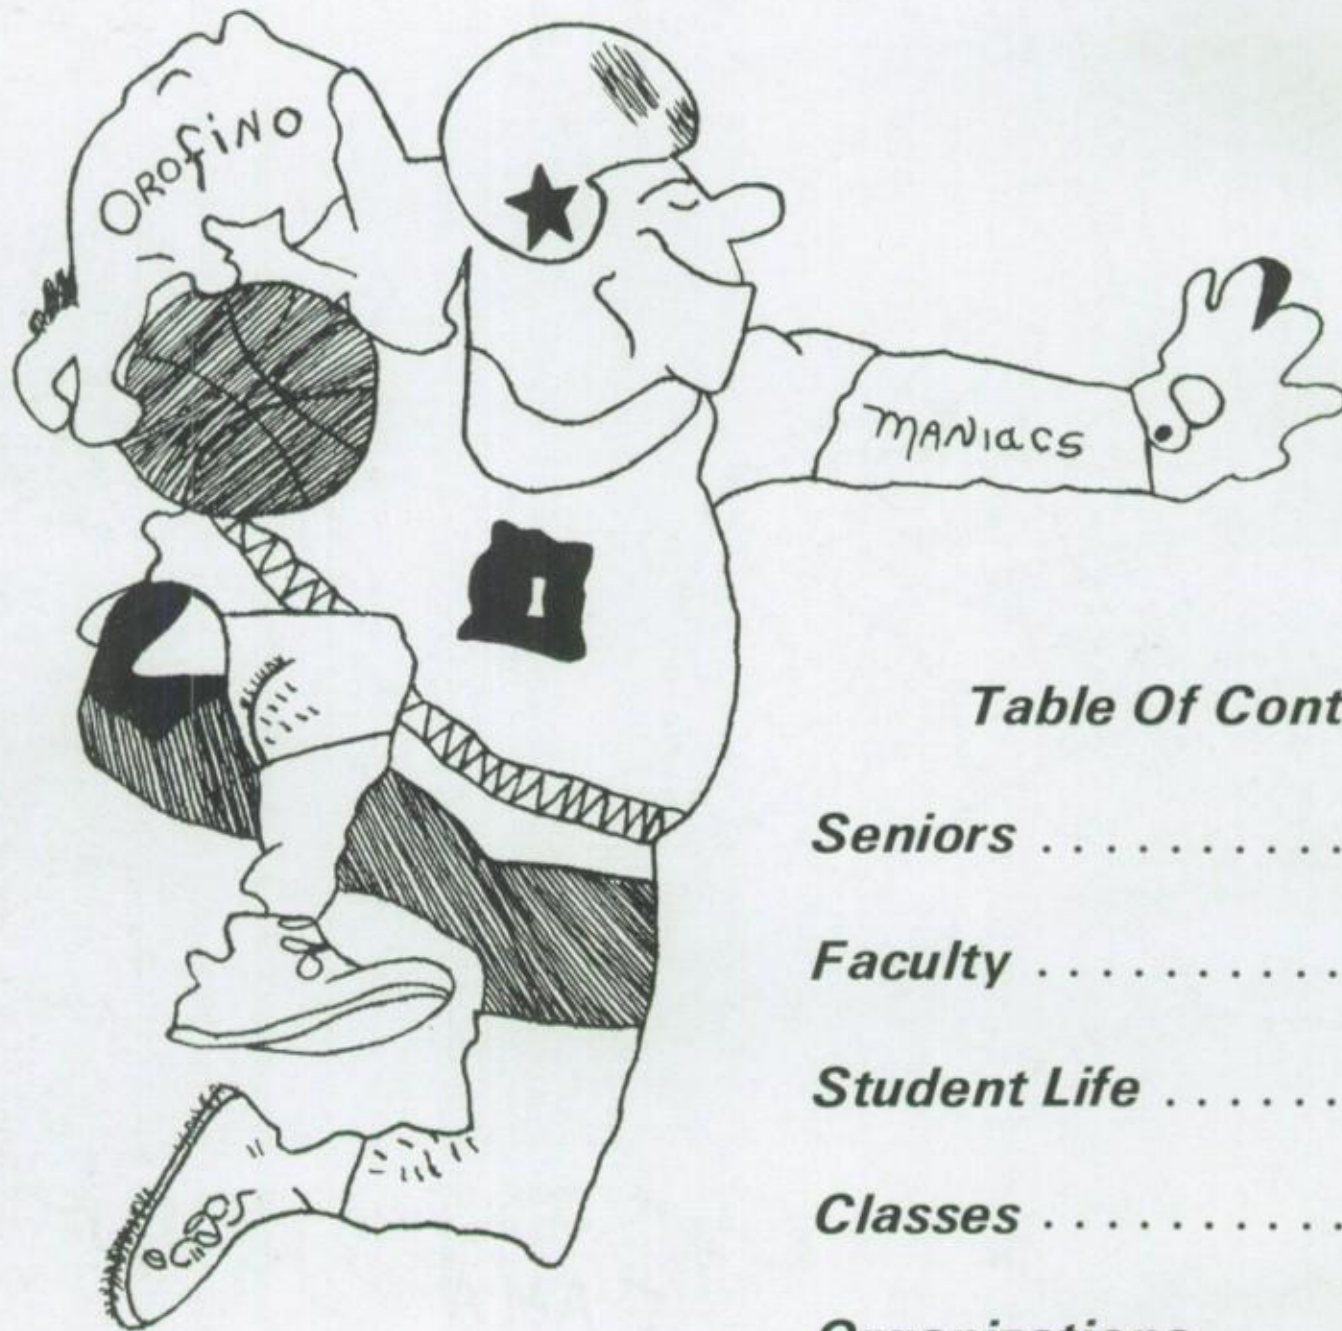 OROfiNO
MANiacs
Table Of Cont
Seniors . . . . . . . . . .
Faculty . . . . . . . . . .
Student Life . . . . . .
Classes . . . . . . . . . .